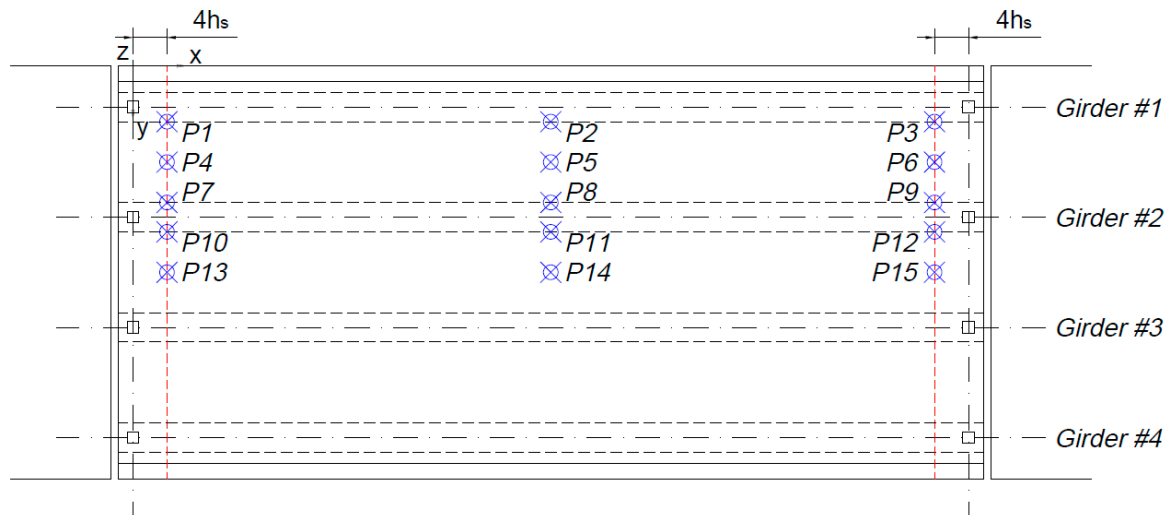 4hₛ 4hₛ
z x
Girder #1
y P1 P2 P3
P4 P5 P6
P7 P8 P9
Girder #2
P10 P11 P12
P13 P14 P15
Girder #3
Girder #4